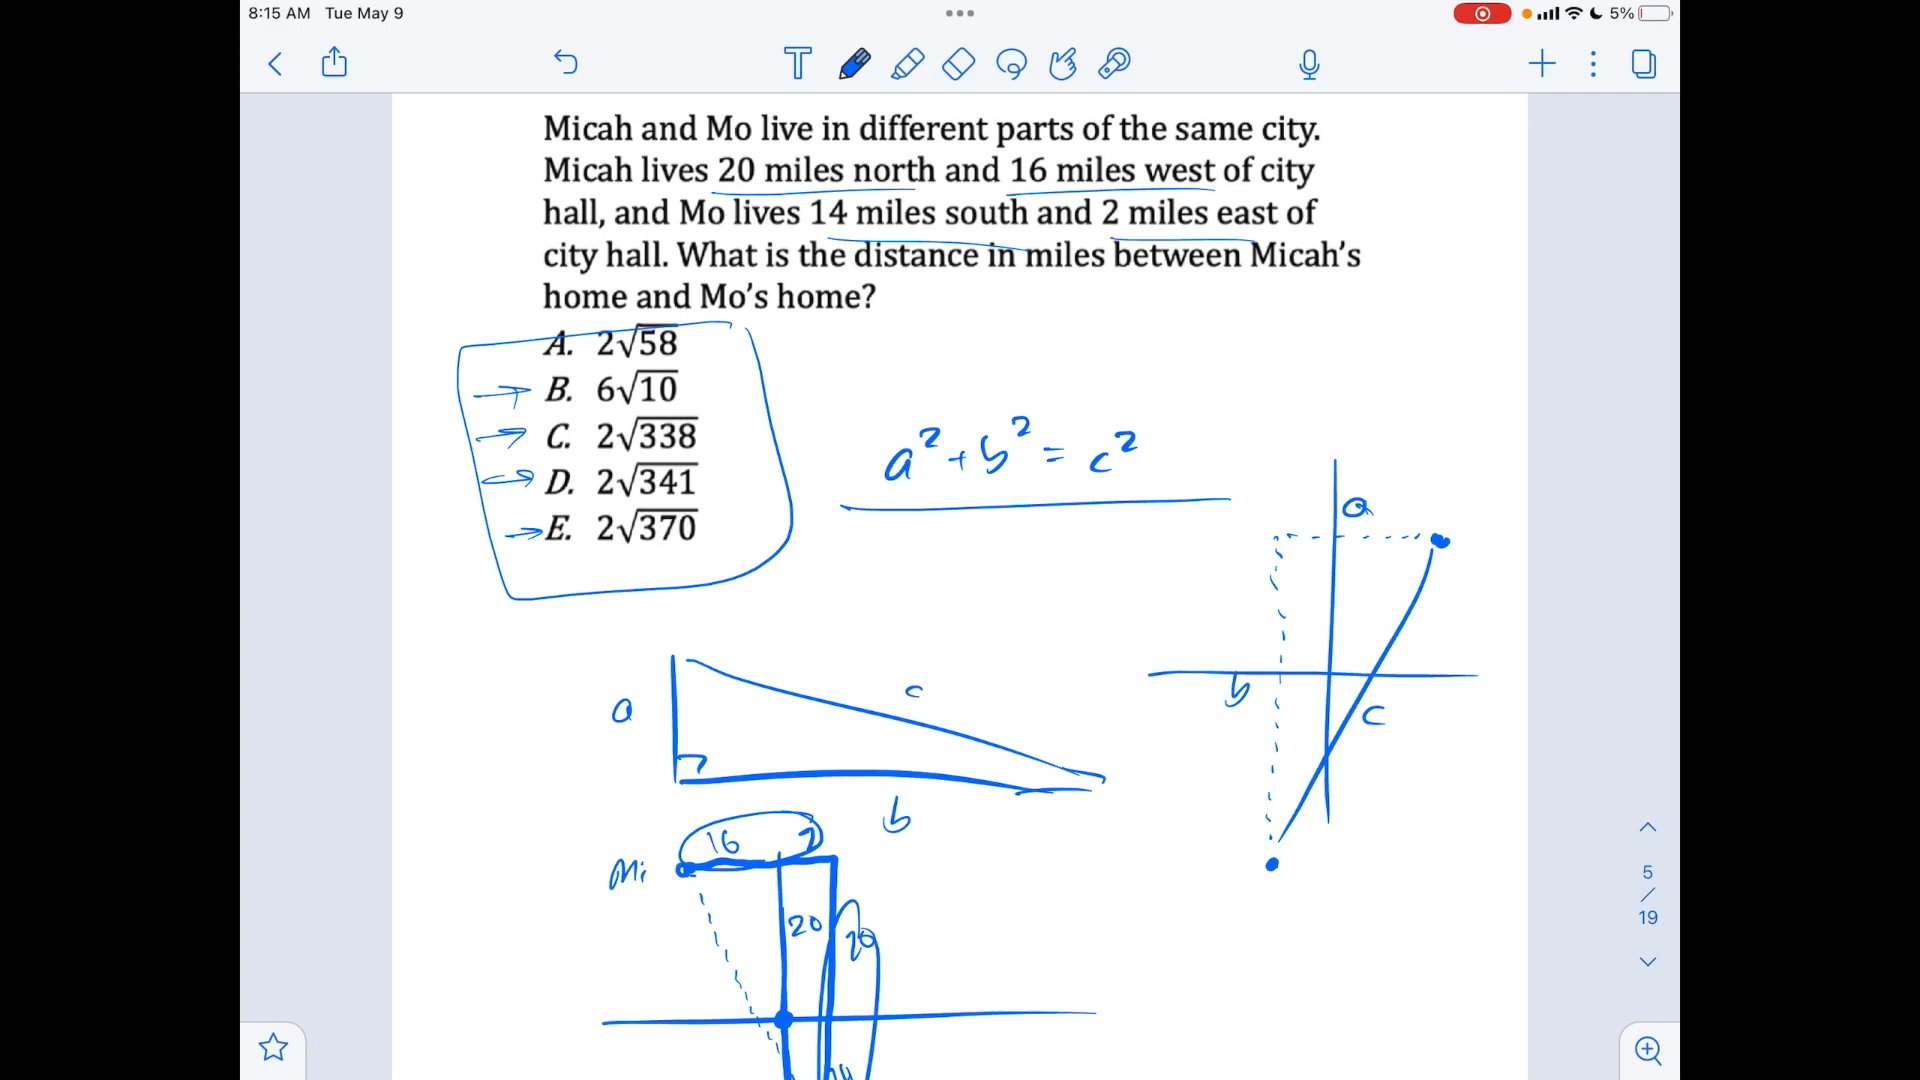 8:15 AM Tue May 9
5%
Micah and Mo live in different parts of the same city.
Micah lives 20 miles north and 16 miles west of city
hall, and Mo lives 14 miles south and 2 miles east of
city hall. What is the distance in miles between Micah's
home and Mo's home?
A. 2√58
B. 6√10
C. 2√338
D. 2√341
E. 2√370
a² + b² = c²
a
b
c
a
c
b
16 2
Mi
20 20
14
5
/
19